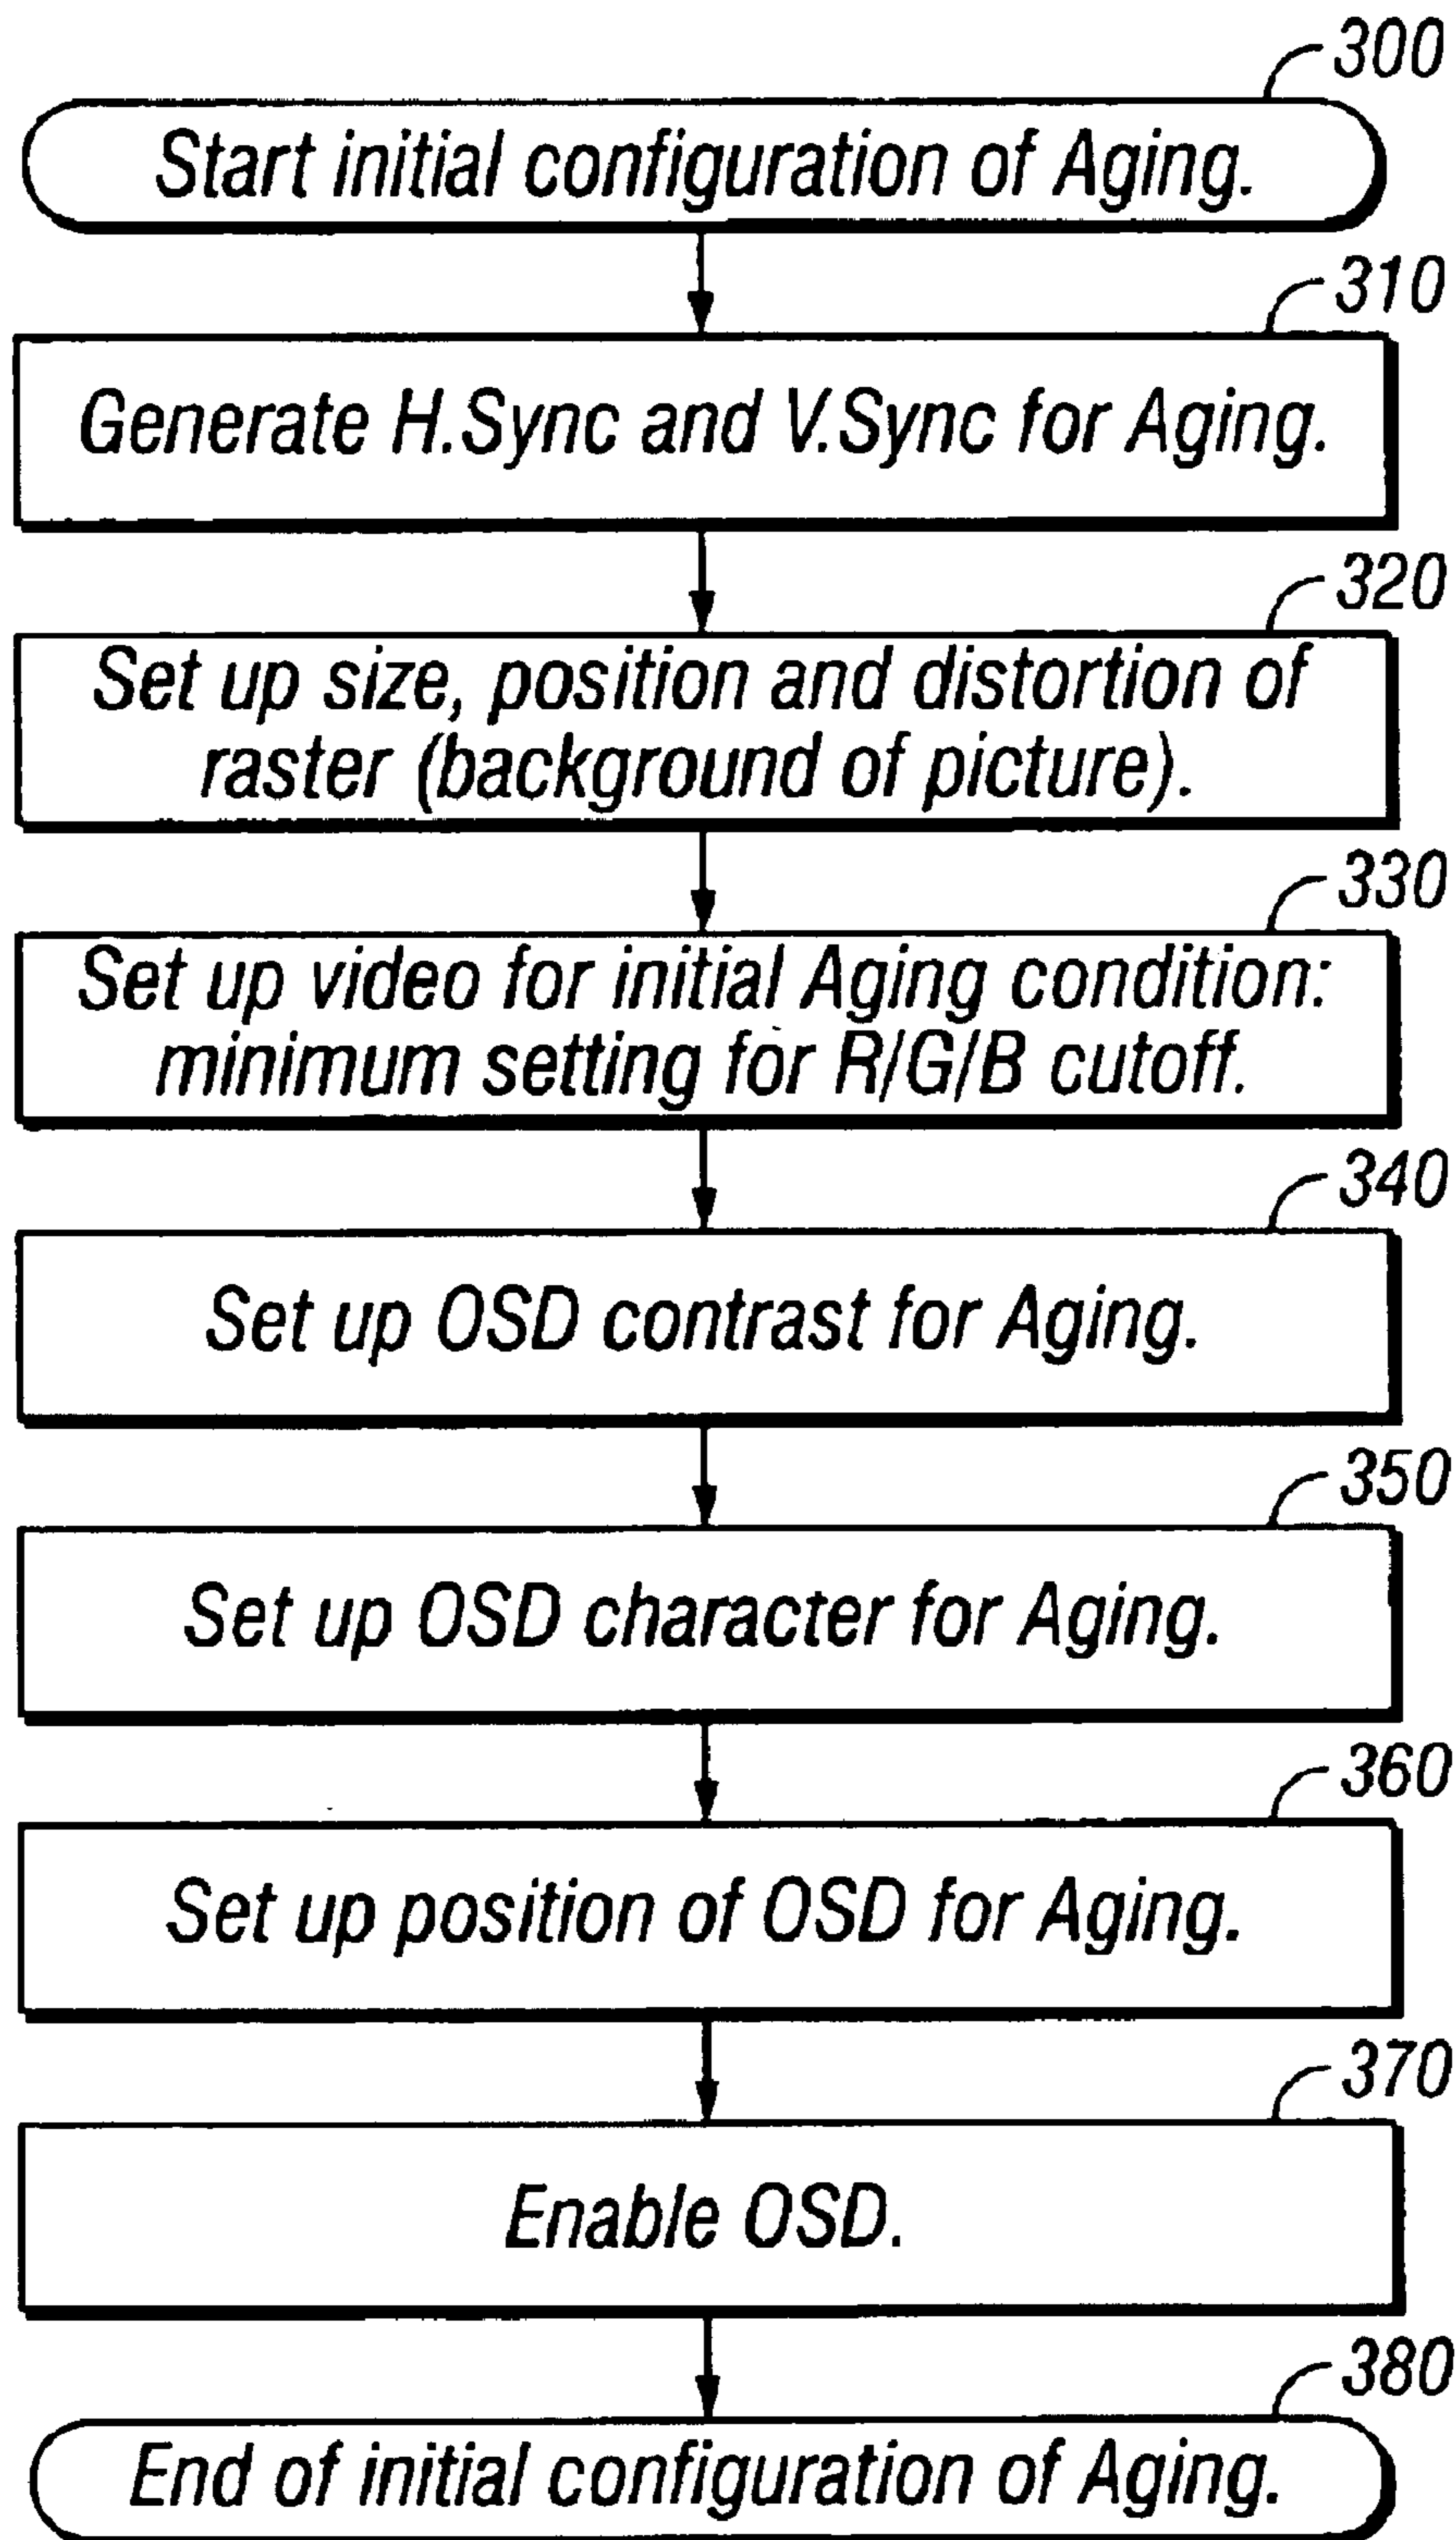 300
Start initial configuration of Aging.
310
Generate H.Sync and V.Sync for Aging.
320
Set up size, position and distortion of
raster (background of picture).
330
Set up video for initial Aging condition:
minimum setting for R/G/B cutoff.
340
Set up OSD contrast for Aging.
350
Set up OSD character for Aging.
360
Set up position of OSD for Aging.
370
Enable OSD.
380
End of initial configuration of Aging.